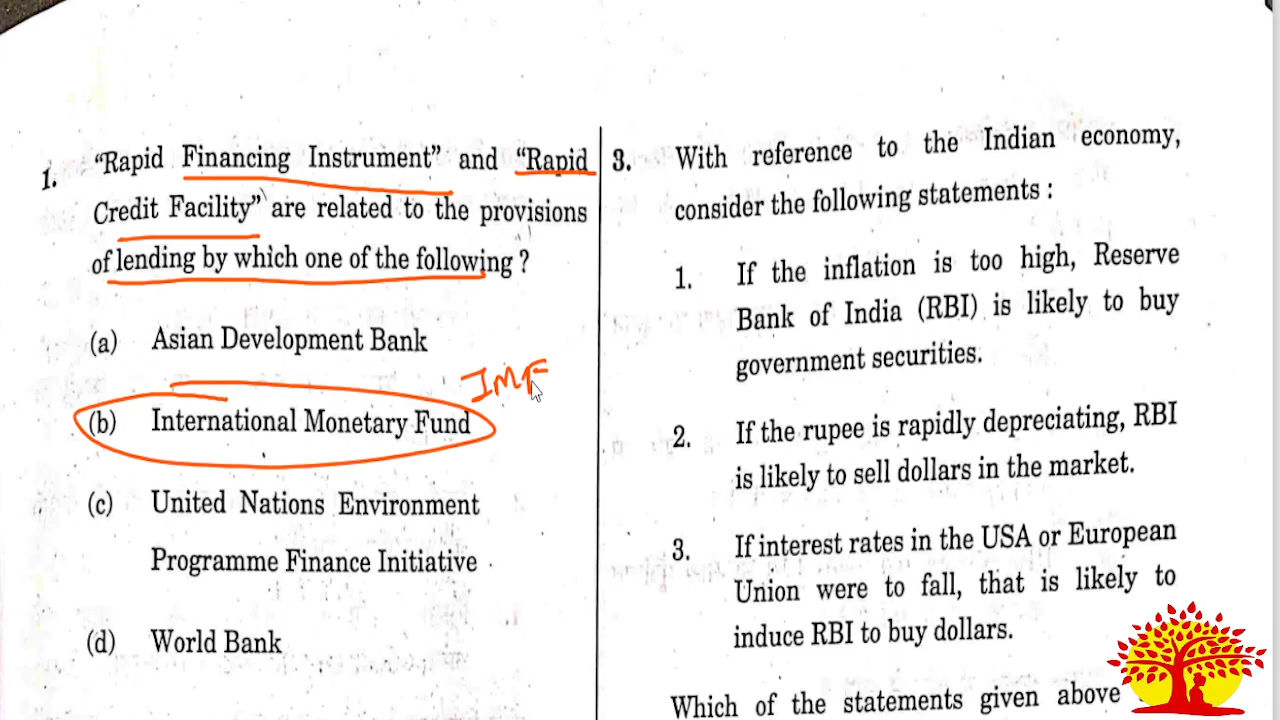 1. “Rapid Financing Instrument” and “Rapid
Credit Facility” are related to the provisions
of lending by which one of the following ?
(a) Asian Development Bank
IMF
(b) International Monetary Fund
(c) United Nations Environment
Programme Finance Initiative
(d) World Bank
3. With reference to the Indian economy,
consider the following statements :
1. If the inflation is too high, Reserve
Bank of India (RBI) is likely to buy
government securities.
2. If the rupee is rapidly depreciating, RBI
is likely to sell dollars in the market.
3. If interest rates in the USA or European
Union were to fall, that is likely to
induce RBI to buy dollars.
Which of the statements given above